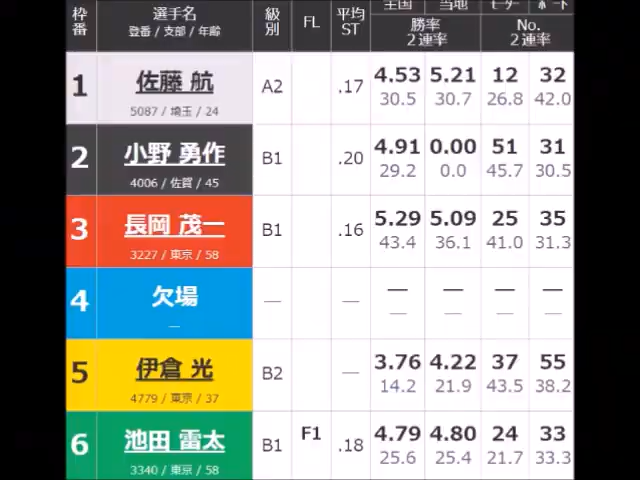 枠番 選手名 登番 / 支部 / 年齢 級別 FL 平均ST 全国 当地 勝率 2連率 ﾓｰﾀｰ ﾎﾞｰﾄ No. 2連率
1 佐藤 航 A2 .17 4.53 5.21 12 32
5087 / 埼玉 / 24 30.5 30.7 26.8 42.0
2 小野 勇作 B1 .20 4.91 0.00 51 31
4006 / 佐賀 / 45 29.2 0.0 45.7 30.5
3 長岡 茂一 B1 .16 5.29 5.09 25 35
3227 / 東京 / 58 43.4 36.1 41.0 31.3
4 欠場 — — — — — —
— — — — —
5 伊倉 光 B2 — 3.76 4.22 37 55
4779 / 東京 / 37 14.2 21.9 43.5 38.2
6 池田 雷太 B1 F1 .18 4.79 4.80 24 33
3340 / 東京 / 58 25.6 25.4 21.7 33.3